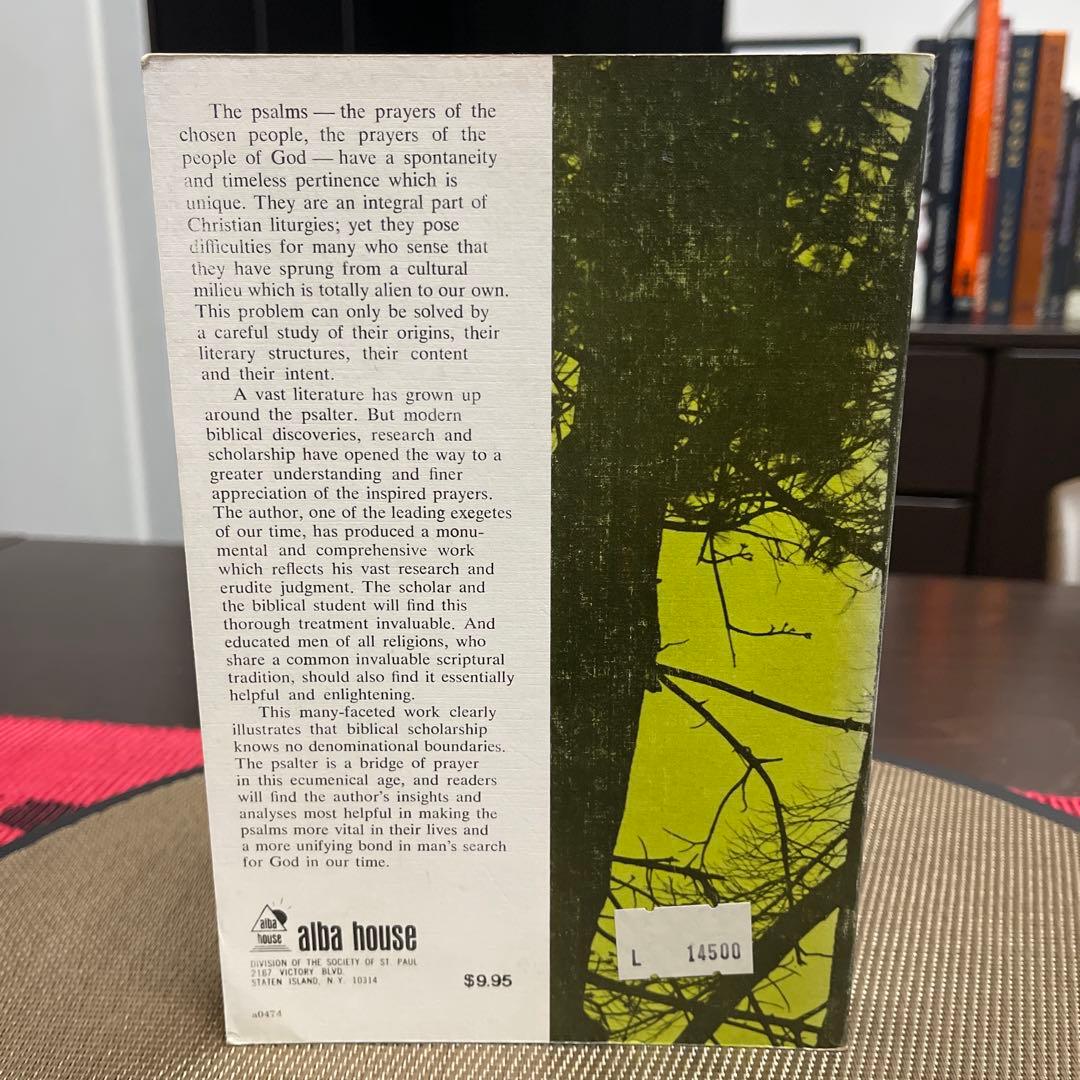 The psalms — the prayers of the
chosen people, the prayers of the
people of God — have a spontaneity
and timeless pertinence which is
unique. They are an integral part of
Christian liturgies; yet they pose
difficulties for many who sense that
they have sprung from a cultural
milieu which is totally alien to our own.
This problem can only be solved by
a careful study of their origins, their
literary structures, their content
and their intent.
A vast literature has grown up
around the psalter. But modern
biblical discoveries, research and
scholarship have opened the way to a
greater understanding and finer
appreciation of the inspired prayers.
The author, one of the leading exegetes
of our time, has produced a monu-
mental and comprehensive work
which reflects his vast research and
erudite judgment. The scholar and
the biblical student will find this
thorough treatment invaluable. And
educated men of all religions, who
share a common invaluable scriptural
tradition, should also find it essentially
helpful and enlightening.
This many-faceted work clearly
illustrates that biblical scholarship
knows no denominational boundaries.
The psalter is a bridge of prayer
in this ecumenical age, and readers
will find the author's insights and
analyses most helpful in making the
psalms more vital in their lives and
a more unifying bond in man's search
for God in our time.
alba
house
alba house
DIVISION OF THE SOCIETY OF ST. PAUL
2187 VICTORY BLVD.
STATEN ISLAND, N.Y. 10314
$9.95
a0474
L 14500